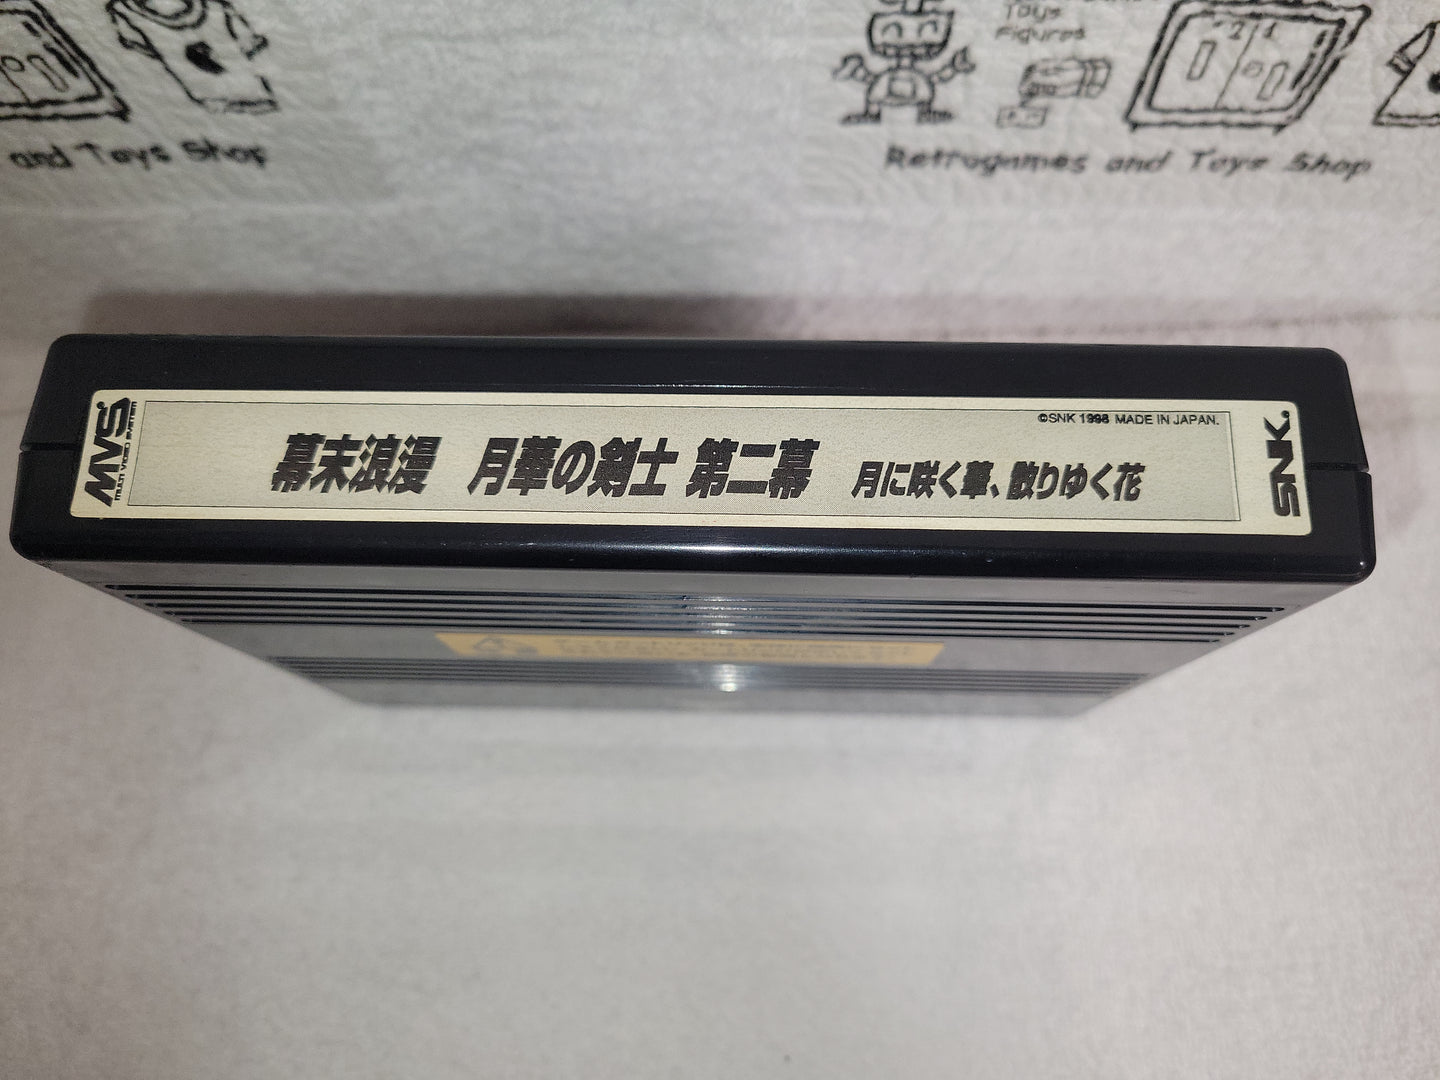 Toys
Figures
and Toys Shop
Retrogames and Toys Shop
MVS
MULTI VIDEO SYSTEM
©SNK 1998 MADE IN JAPAN.
幕末浪漫 月華の剣士 第二幕 月に咲く華、散りゆく花
SNK.